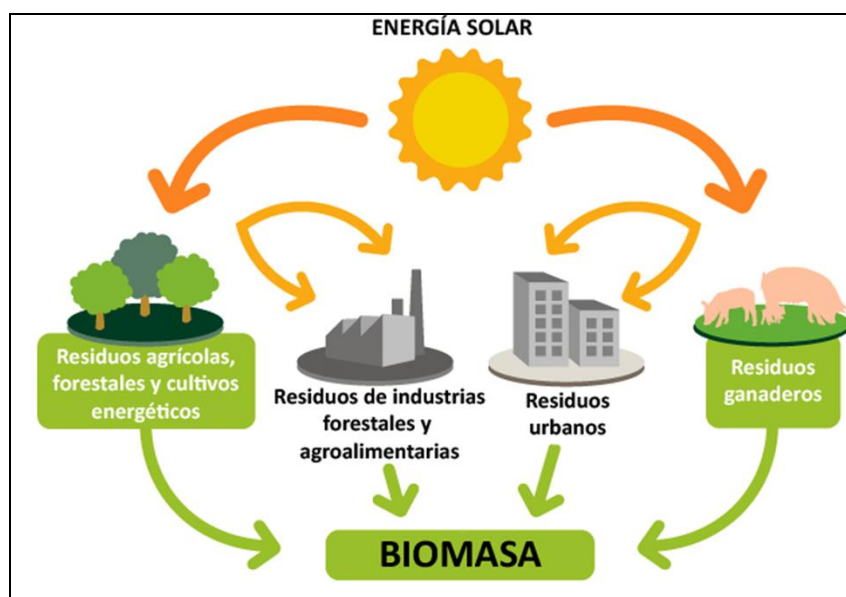 ENERGÍA SOLAR
Residuos agrícolas,
forestales y cultivos
energéticos
Residuos de industrias
forestales y
agroalimentarias
Residuos
urbanos
Residuos
ganaderos
BIOMASA